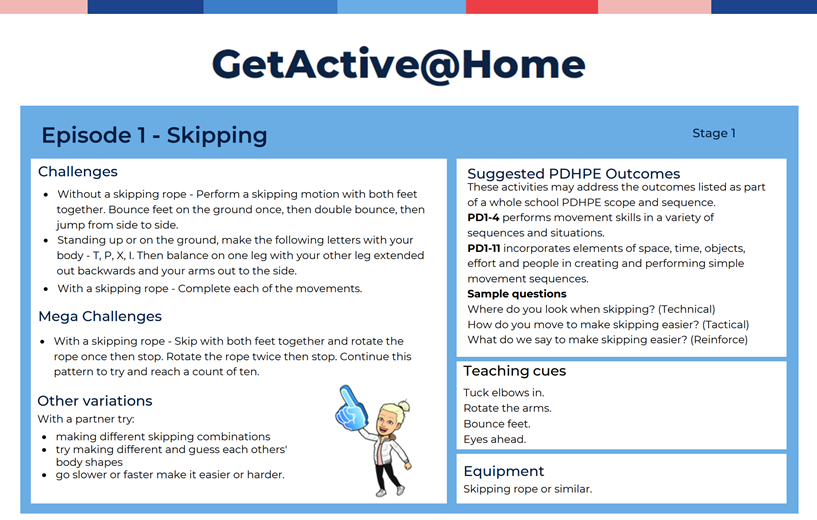 GetActive@Home
Episode 1 - Skipping
Stage 1
Challenges
• Without a skipping rope - Perform a skipping motion with both feet
together. Bounce feet on the ground once, then double bounce, then
jump from side to side.
• Standing up or on the ground, make the following letters with your
body - T, P, X, I. Then balance on one leg with your other leg extended
out backwards and your arms out to the side.
• With a skipping rope - Complete each of the movements.
Mega Challenges
• With a skipping rope - Skip with both feet together and rotate the
rope once then stop. Rotate the rope twice then stop. Continue this
pattern to try and reach a count of ten.
Other variations
With a partner try:
• making different skipping combinations
• try making different and guess each others'
body shapes
• go slower or faster make it easier or harder.
Suggested PDHPE Outcomes
These activities may address the outcomes listed as part
of a whole school PDHPE scope and sequence.
PD1-4 performs movement skills in a variety of
sequences and situations.
PD1-11 incorporates elements of space, time, objects,
effort and people in creating and performing simple
movement sequences.
Sample questions
Where do you look when skipping? (Technical)
How do you move to make skipping easier? (Tactical)
What do we say to make skipping easier? (Reinforce)
Teaching cues
Tuck elbows in.
Rotate the arms.
Bounce feet.
Eyes ahead.
Equipment
Skipping rope or similar.